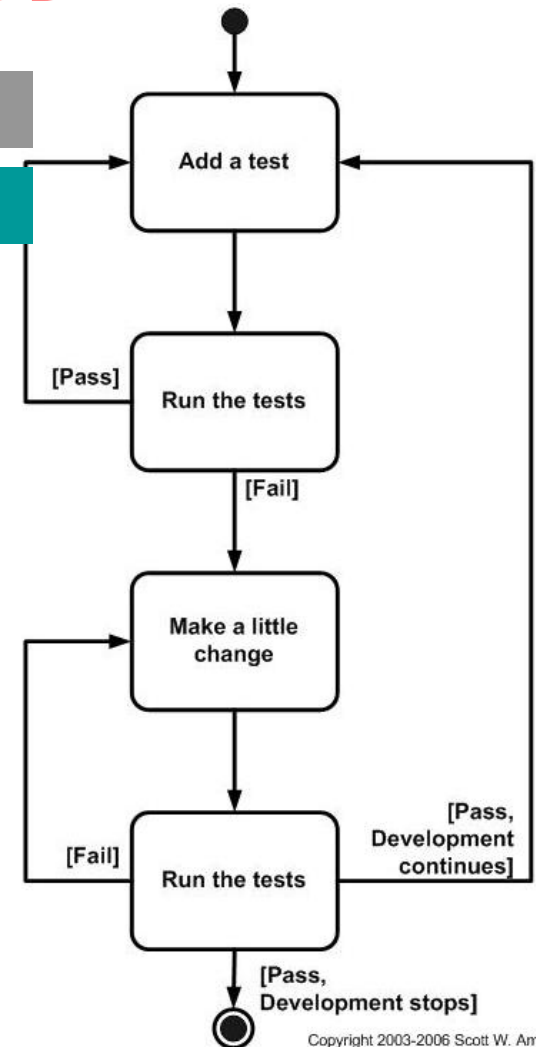 Add a test
[Pass]
Run the tests
[Fail]
Make a little
change
[Fail]
Run the tests
[Pass,
Development
continues]
[Pass,
Development stops]
Copyright 2003-2006 Scott W. Am